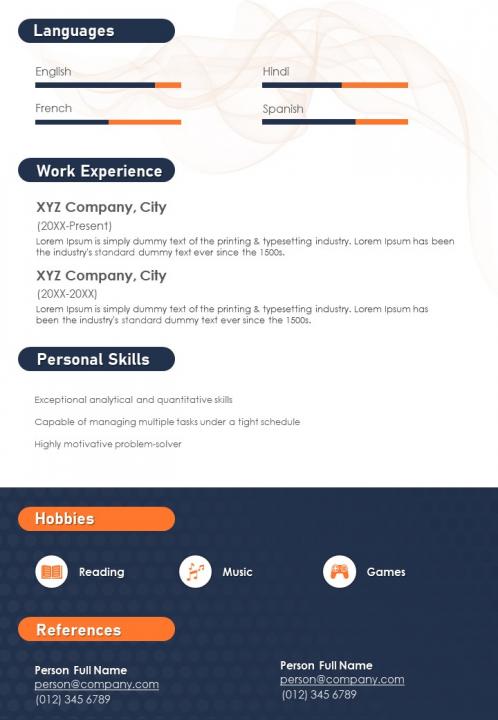 Languages
English
Hindi
French
Spanish
Work Experience
XYZ Company, City
(20XX-Present)
Lorem Ipsum is simply dummy text of the printing & typesetting industry. Lorem Ipsum has been
the industry's standard dummy text ever since the 1500s.
XYZ Company, City
(20XX-20XX)
Lorem Ipsum is simply dummy text of the printing & typesetting industry. Lorem Ipsum has
been the industry's standard dummy text ever since the 1500s.
Personal Skills
Exceptional analytical and quantitative skills
Capable of managing multiple tasks under a tight schedule
Highly motivative problem-solver
Hobbies
Reading
Music
Games
References
Person Full Name
person@company.com
(012) 345 6789
Person Full Name
person@company.com
(012) 345 6789